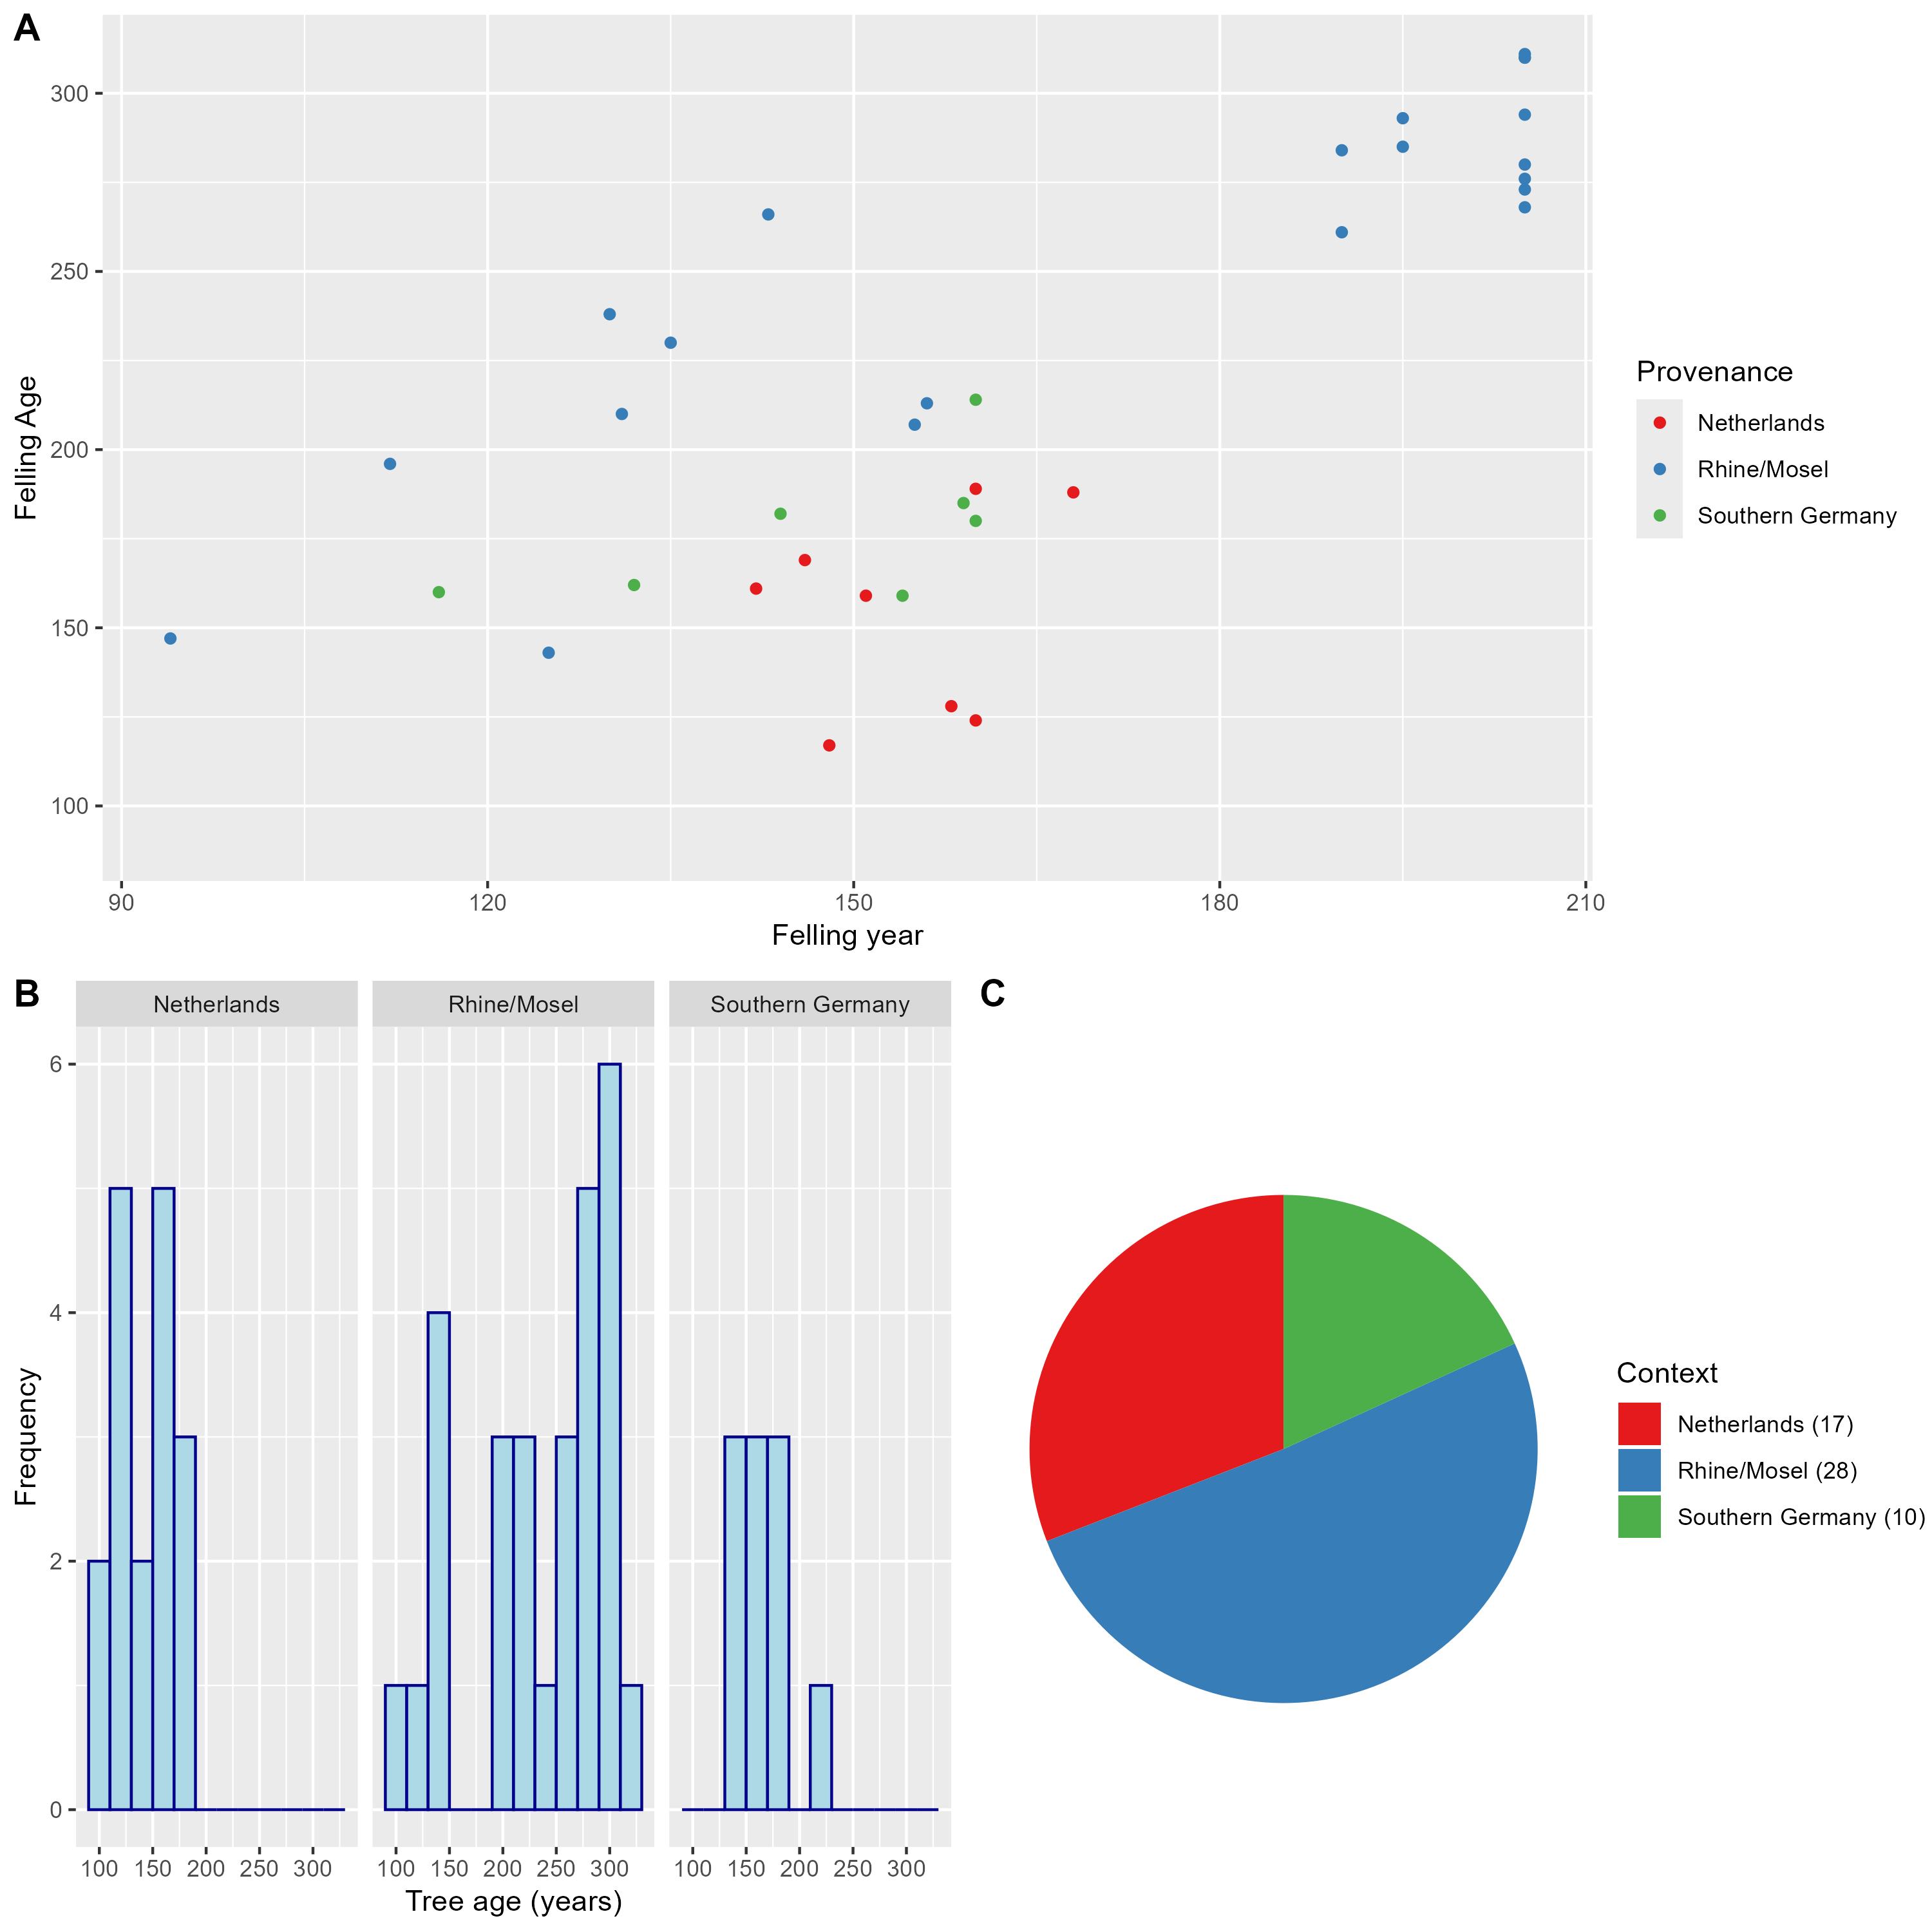 A
300
250
200
150
100
Felling Age
90 120 150 180 210
Felling year
Provenance
Netherlands
Rhine/Mosel
Southern Germany
B
Netherlands Rhine/Mosel Southern Germany
6
4
2
0
Frequency
100 150 200 250 300 100 150 200 250 300 100 150 200 250 300
Tree age (years)
C
Context
Netherlands (17)
Rhine/Mosel (28)
Southern Germany (10)